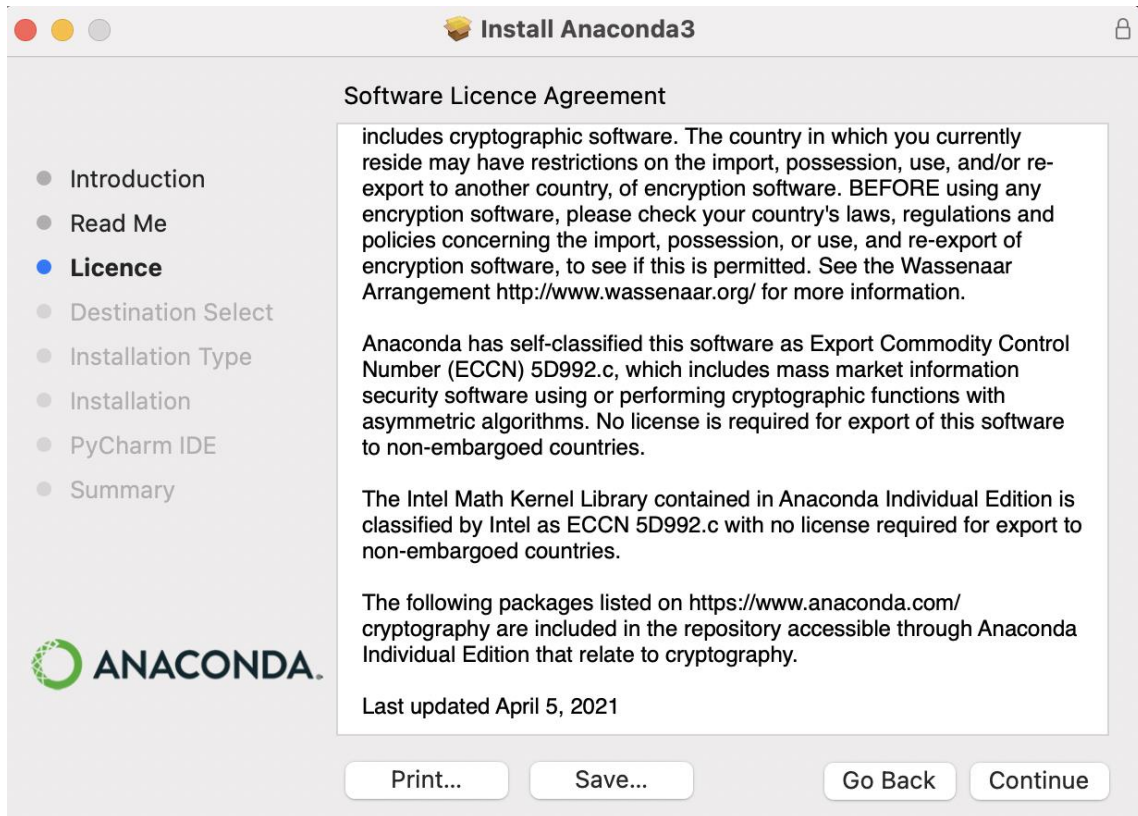 Install Anaconda3
Software Licence Agreement
Introduction
Read Me
Licence
Destination Select
Installation Type
Installation
PyCharm IDE
Summary
ANACONDA.
includes cryptographic software. The country in which you currently
reside may have restrictions on the import, possession, use, and/or re-
export to another country, of encryption software. BEFORE using any
encryption software, please check your country's laws, regulations and
policies concerning the import, possession, or use, and re-export of
encryption software, to see if this is permitted. See the Wassenaar
Arrangement http://www.wassenaar.org/ for more information.
Anaconda has self-classified this software as Export Commodity Control
Number (ECCN) 5D992.c, which includes mass market information
security software using or performing cryptographic functions with
asymmetric algorithms. No license is required for export of this software
to non-embargoed countries.
The Intel Math Kernel Library contained in Anaconda Individual Edition is
classified by Intel as ECCN 5D992.c with no license required for export to
non-embargoed countries.
The following packages listed on https://www.anaconda.com/
cryptography are included in the repository accessible through Anaconda
Individual Edition that relate to cryptography.
Last updated April 5, 2021
Print...
Save...
Go Back
Continue